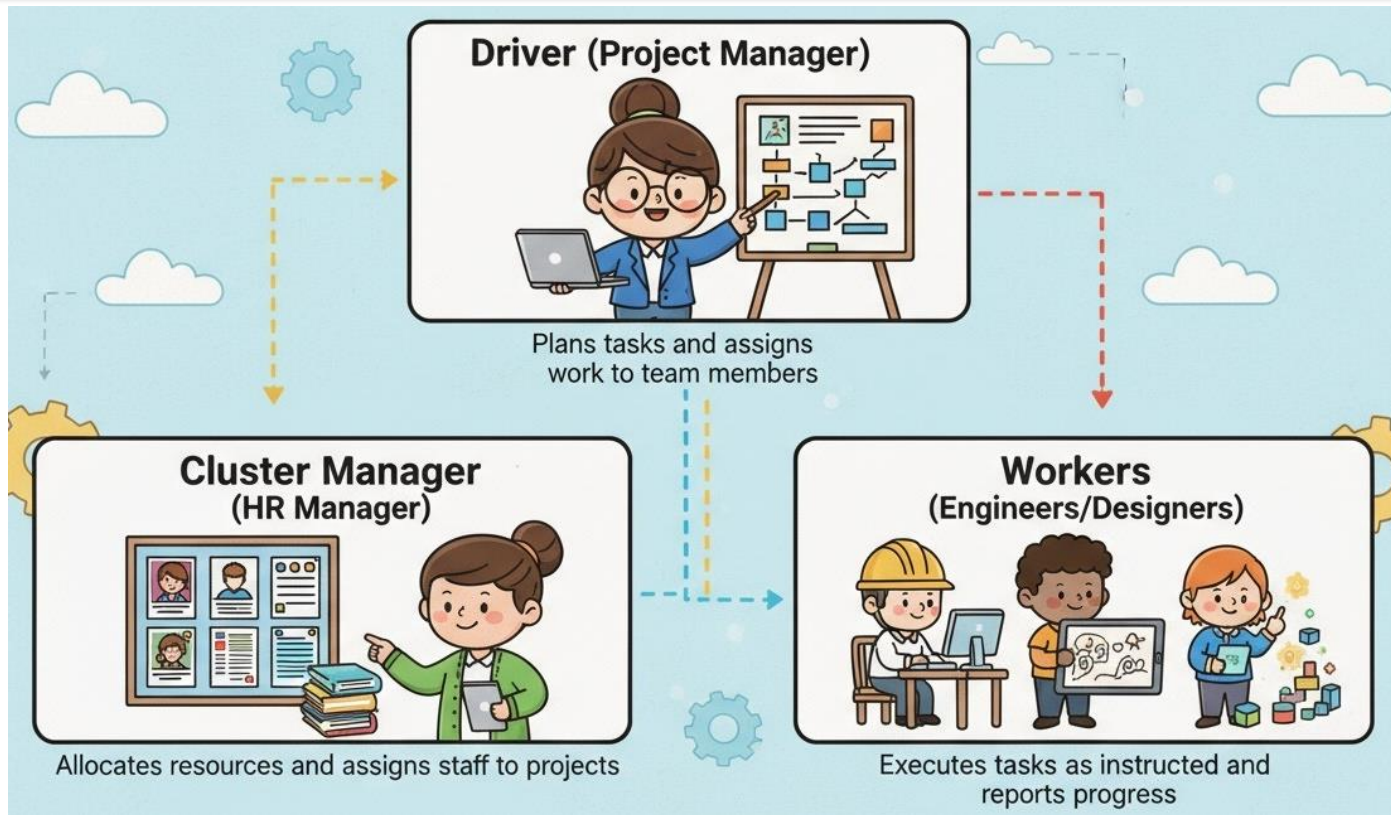 Driver (Project Manager)
Plans tasks and assigns
work to team members
Cluster Manager
(HR Manager)
Allocates resources and assigns staff to projects
Workers
(Engineers/Designers)
Executes tasks as instructed and
reports progress